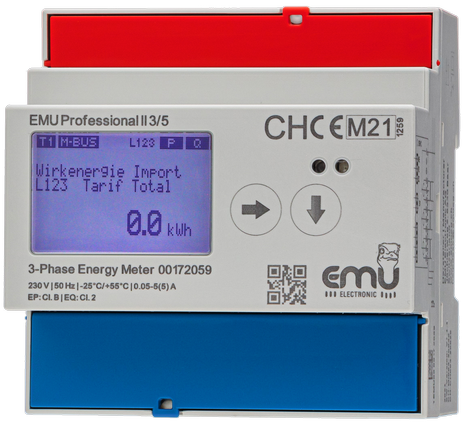 EMU Professional II 3/5
CH CE M21 1259
T1 M-BUS L123 P Q
Wirkenergie Import
L123 Tarif Total
0.0 kWh
3-Phase Energy Meter 00172059
230 V | 50 Hz | -25°C/+55°C | 0.05-5(5) A
EP: Cl. B | EQ: Cl. 2
emu
ELECTRONIC